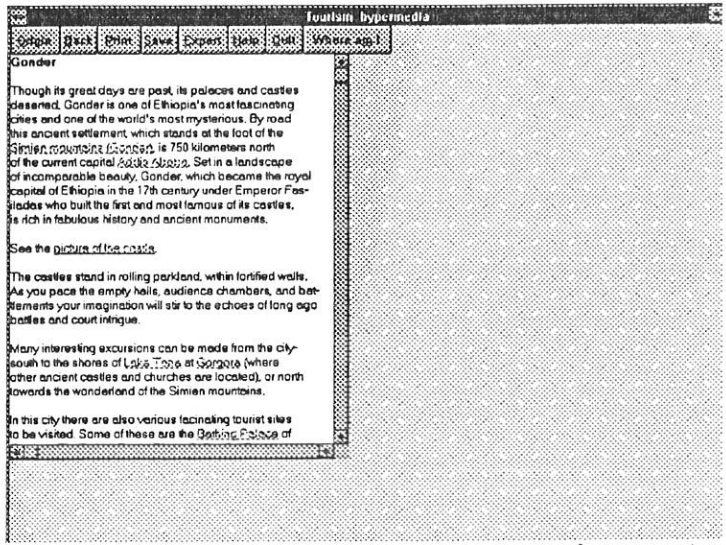 Tourism hypermedia
Origin Back Print Save Expert Help Quit Where am I
Gonder
Though its great days are past, its palaces and castles
deserted, Gonder is one of Ethiopia's most fascinating
cities and one of the world's most mysterious. By road
this ancient settlement, which stands at the foot of the
Simien mountains (Gonder), is 750 kilometers north
of the current capital Addis Ababa. Set in a landscape
of incomparable beauty, Gonder, which became the royal
capital of Ethiopia in the 17th century under Emperor Fas-
iladas who built the first and most famous of its castles,
is rich in fabulous history and ancient monuments.
See the picture of the castle.
The castles stand in rolling parkland, within fortified walls.
As you pace the empty halls, audience chambers, and bat-
tlements your imagination will stir to the echoes of long ago
battles and court intrigue.
Many interesting excursions can be made from the city-
south to the shores of Lake Tana at Gorgora (where
other ancient castles and churches are located), or north
towards the wonderland of the Simien mountains.
In this city there are also various facinating tourist sites
to be visited. Some of these are the Bathing Palace of